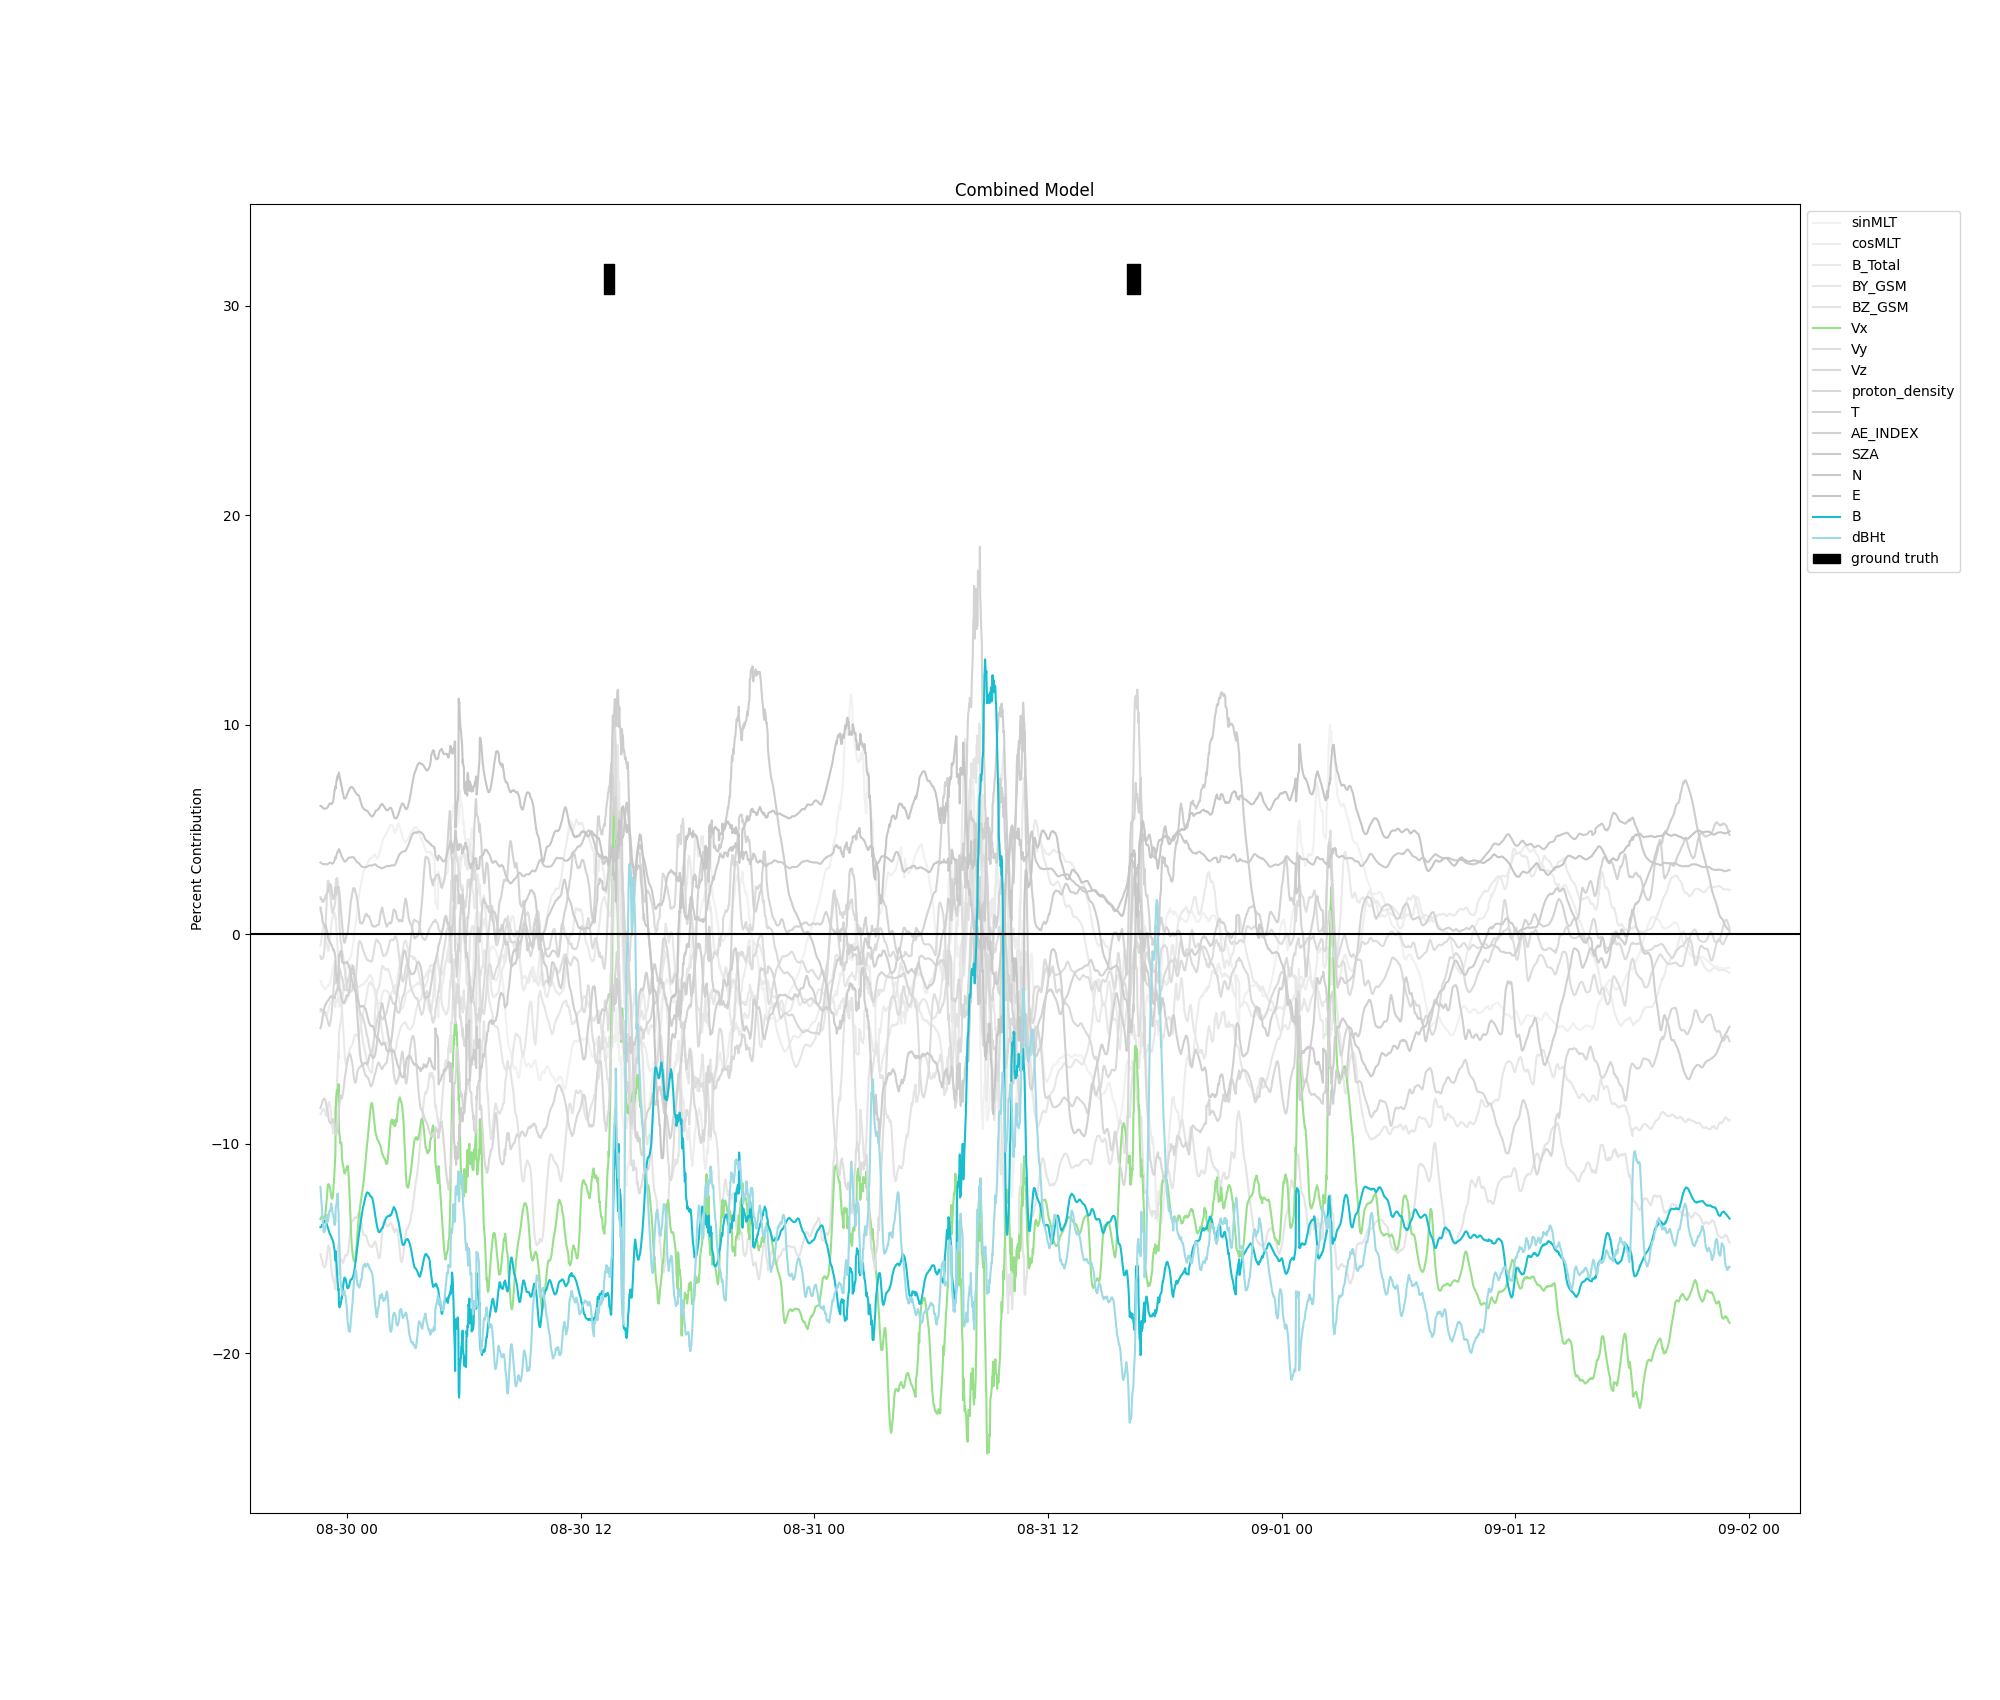 Combined Model
sinMLT
cosMLT
B_Total
BY_GSM
BZ_GSM
Vx
Vy
Vz
proton_density
T
AE_INDEX
SZA
N
E
B
dBHt
ground truth
Percent Contribution
30
20
10
0
−10
−20
08-30 00
08-30 12
08-31 00
08-31 12
09-01 00
09-01 12
09-02 00